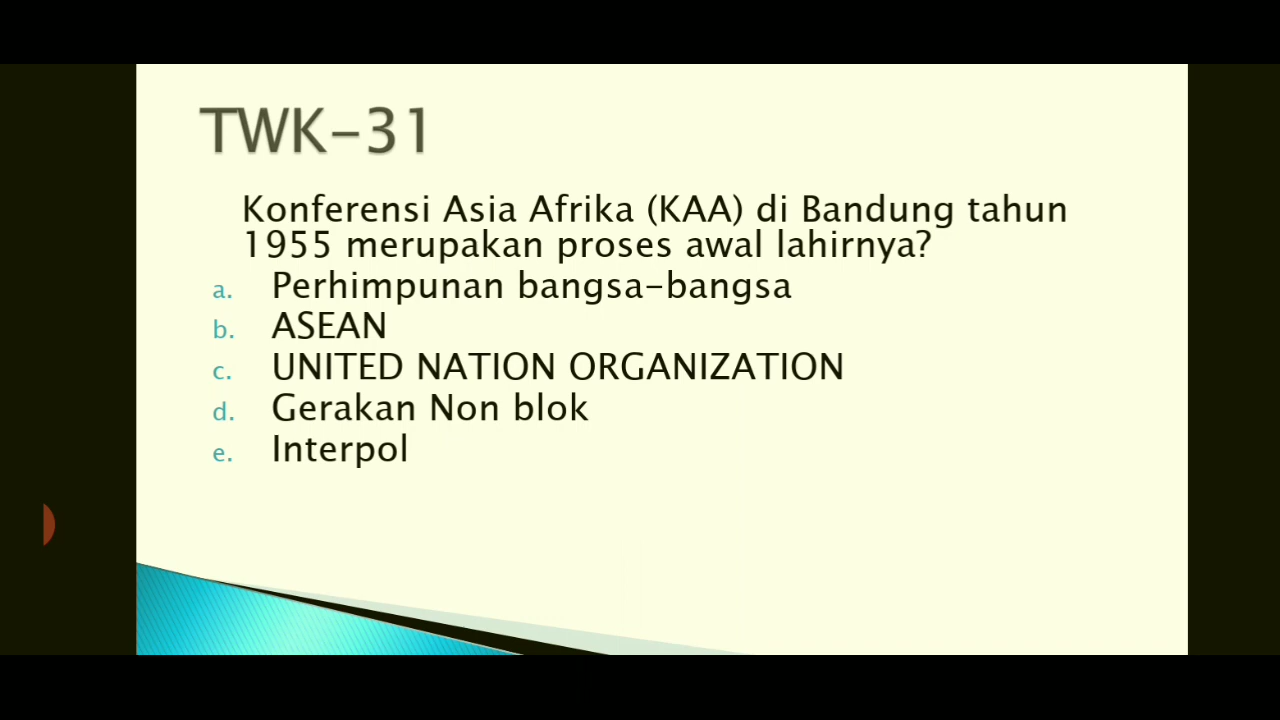 TWK-31
Konferensi Asia Afrika (KAA) di Bandung tahun
1955 merupakan proses awal lahirnya?
a. Perhimpunan bangsa-bangsa
b. ASEAN
c. UNITED NATION ORGANIZATION
d. Gerakan Non blok
e. Interpol